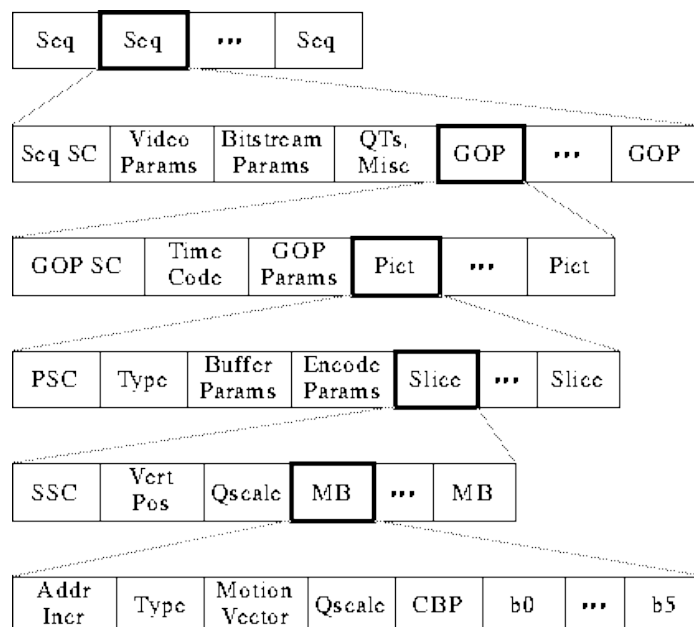 Seq Seq ... Seq
Seq SC Video Params Bitstream Params QTs, Misc GOP ... GOP
GOP SC Time Code GOP Params Pict ... Pict
PSC Type Buffer Params Encode Params Slice ... Slice
SSC Vert Pos Qscale MB ... MB
Addr Incr Type Motion Vector Qscale CBP b0 ... b5